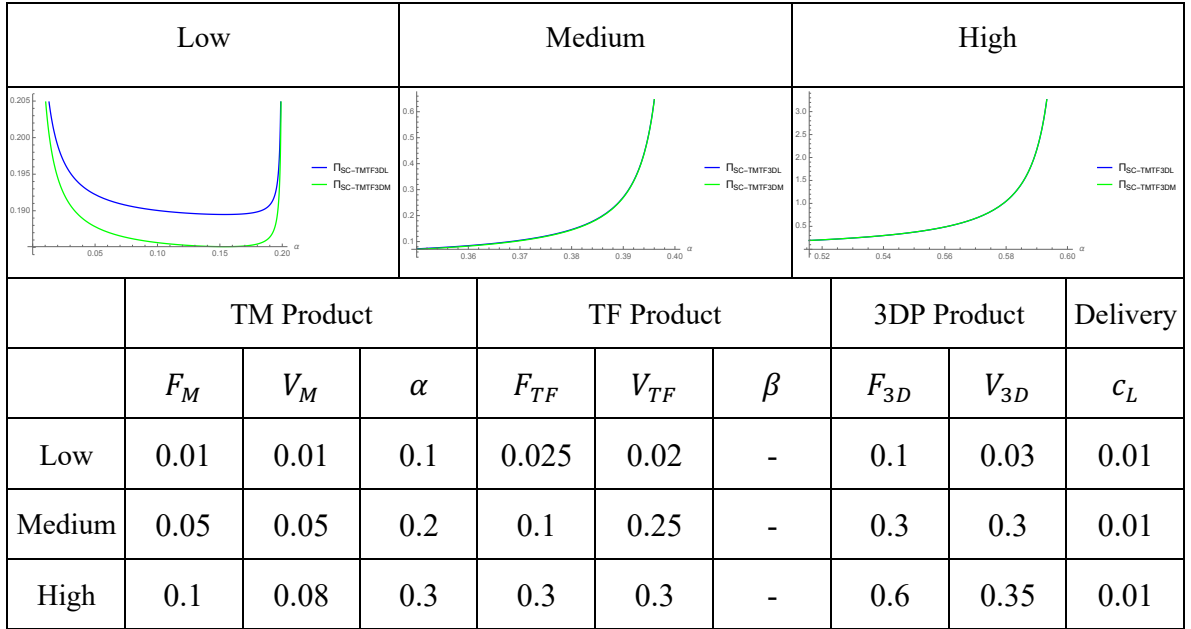 Low Medium High
0.205
0.200
0.195
0.190
0.05 0.10 0.15 0.20
α
Π_SC-TMTF3DL
Π_SC-TMTF3DM
0.6
0.5
0.4
0.3
0.2
0.1
0.36 0.37 0.38 0.39 0.40
α
Π_SC-TMTF3DL
Π_SC-TMTF3DM
3.0
2.5
2.0
1.5
1.0
0.5
0.52 0.54 0.56 0.58 0.60
α
Π_SC-TMTF3DL
Π_SC-TMTF3DM
TM Product TF Product 3DP Product Delivery
F_M V_M α F_TF V_TF β F_3D V_3D c_L
Low 0.01 0.01 0.1 0.025 0.02 - 0.1 0.03 0.01
Medium 0.05 0.05 0.2 0.1 0.25 - 0.3 0.3 0.01
High 0.1 0.08 0.3 0.3 0.3 - 0.6 0.35 0.01